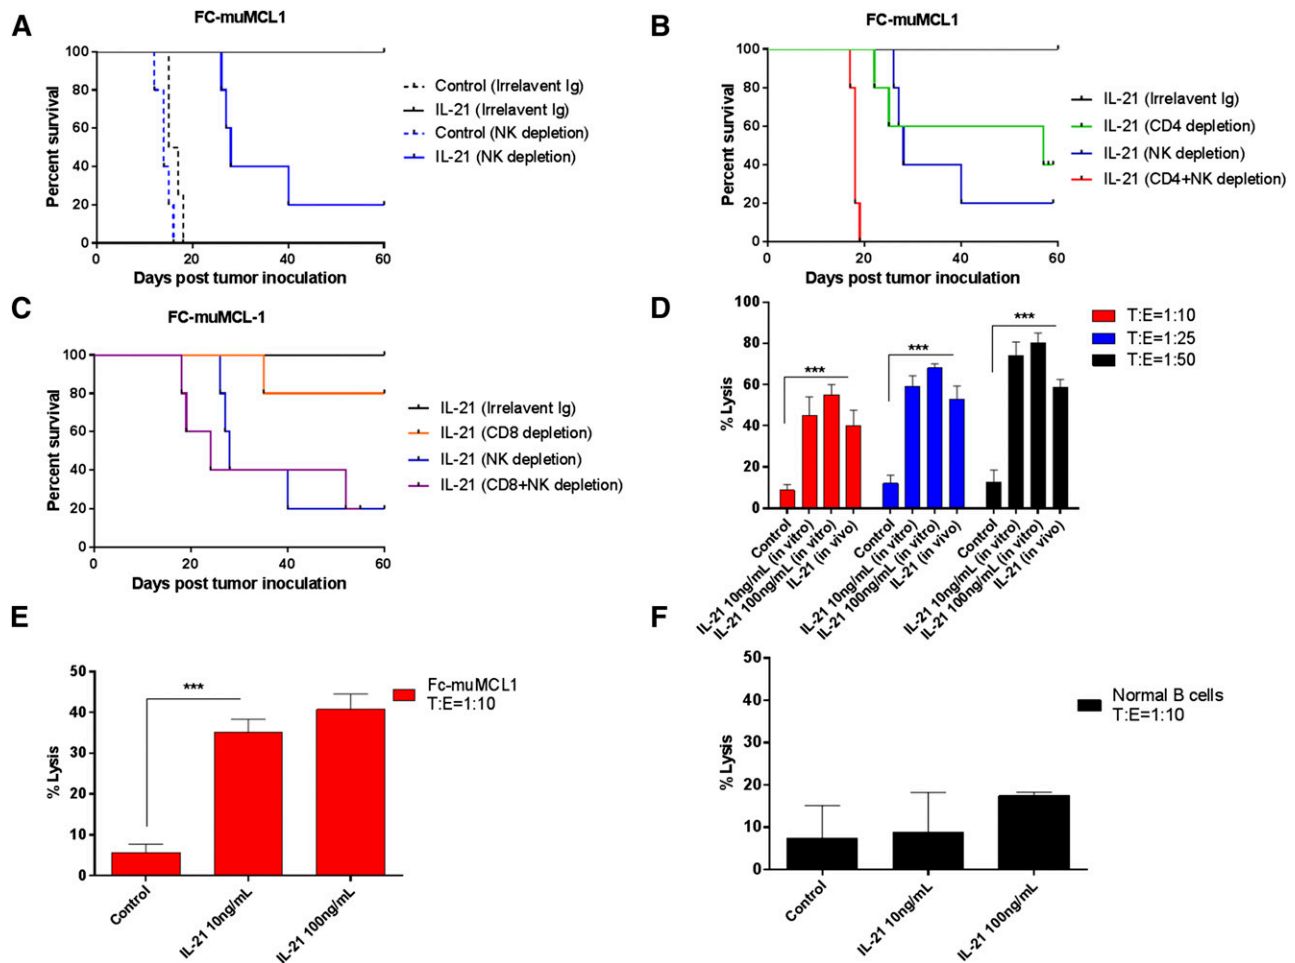 A
FC-muMCL1
Percent survival
100
80
60
40
20
0
0 20 40 60
Days post tumor inoculation
Control (Irrelavent Ig)
IL-21 (Irrelavent Ig)
Control (NK depletion)
IL-21 (NK depletion)
B
FC-muMCL1
Percent survival
100
80
60
40
20
0
0 20 40 60
Days post tumor inoculation
IL-21 (Irrelavent Ig)
IL-21 (CD4 depletion)
IL-21 (NK depletion)
IL-21 (CD4+NK depletion)
C
FC-muMCL-1
Percent survival
100
80
60
40
20
0
0 20 40 60
Days post tumor inoculation
IL-21 (Irrelavent Ig)
IL-21 (CD8 depletion)
IL-21 (NK depletion)
IL-21 (CD8+NK depletion)
D
% Lysis
100
80
60
40
20
0
***
***
***
T:E=1:10
T:E=1:25
T:E=1:50
Control
IL-21 10ng/mL (in vitro)
IL-21 100ng/mL (in vitro)
IL-21 (in vivo)
Control
IL-21 10ng/mL (in vitro)
IL-21 100ng/mL (in vitro)
IL-21 (in vivo)
Control
IL-21 10ng/mL (in vitro)
IL-21 100ng/mL (in vitro)
IL-21 (in vivo)
E
% Lysis
50
40
30
20
10
0
***
Fc-muMCL1
T:E=1:10
Control
IL-21 10ng/mL
IL-21 100ng/mL
F
% Lysis
50
40
30
20
10
0
Normal B cells
T:E=1:10
Control
IL-21 10ng/mL
IL-21 100ng/mL